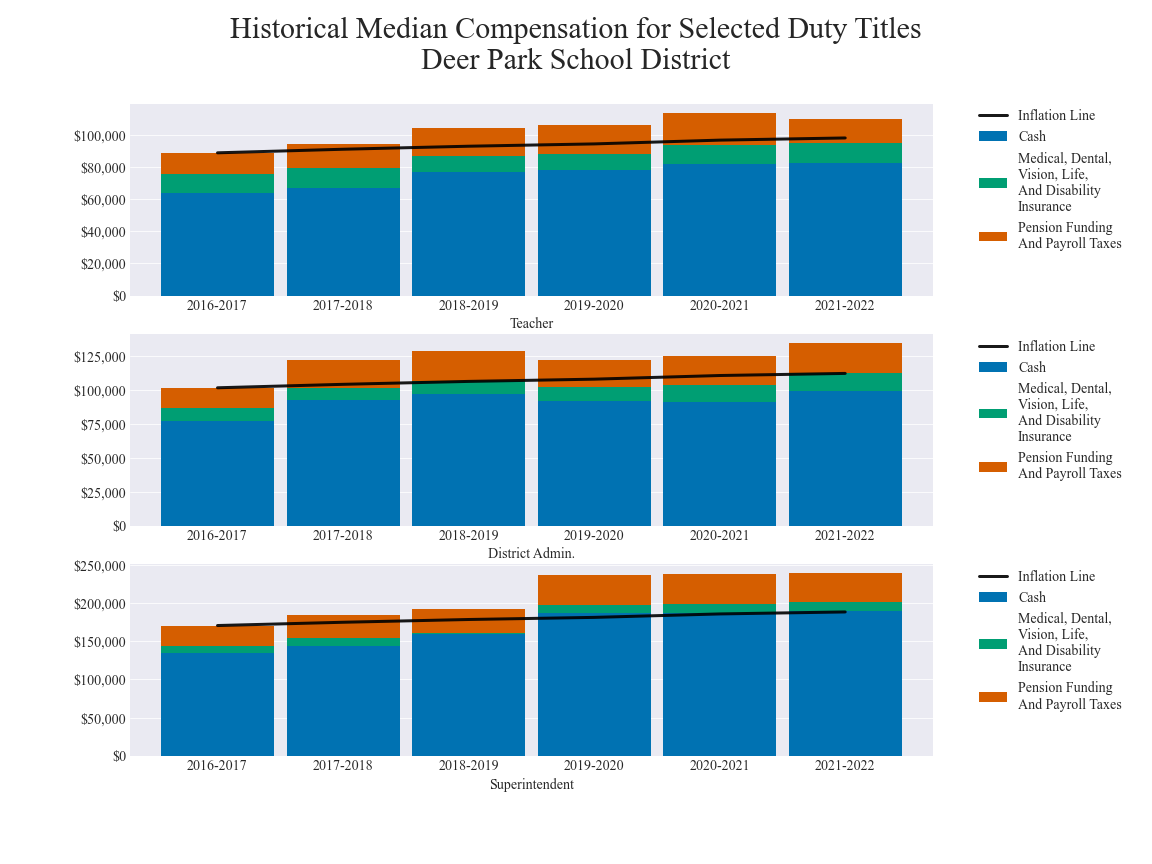 Historical Median Compensation for Selected Duty Titles
Deer Park School District
$100,000
$80,000
$60,000
$40,000
$20,000
$0
2016-2017 2017-2018 2018-2019 2019-2020 2020-2021 2021-2022
Teacher
Inflation Line
Cash
Medical, Dental,
Vision, Life,
And Disability
Insurance
Pension Funding
And Payroll Taxes
$125,000
$100,000
$75,000
$50,000
$25,000
$0
2016-2017 2017-2018 2018-2019 2019-2020 2020-2021 2021-2022
District Admin.
Inflation Line
Cash
Medical, Dental,
Vision, Life,
And Disability
Insurance
Pension Funding
And Payroll Taxes
$250,000
$200,000
$150,000
$100,000
$50,000
$0
2016-2017 2017-2018 2018-2019 2019-2020 2020-2021 2021-2022
Superintendent
Inflation Line
Cash
Medical, Dental,
Vision, Life,
And Disability
Insurance
Pension Funding
And Payroll Taxes